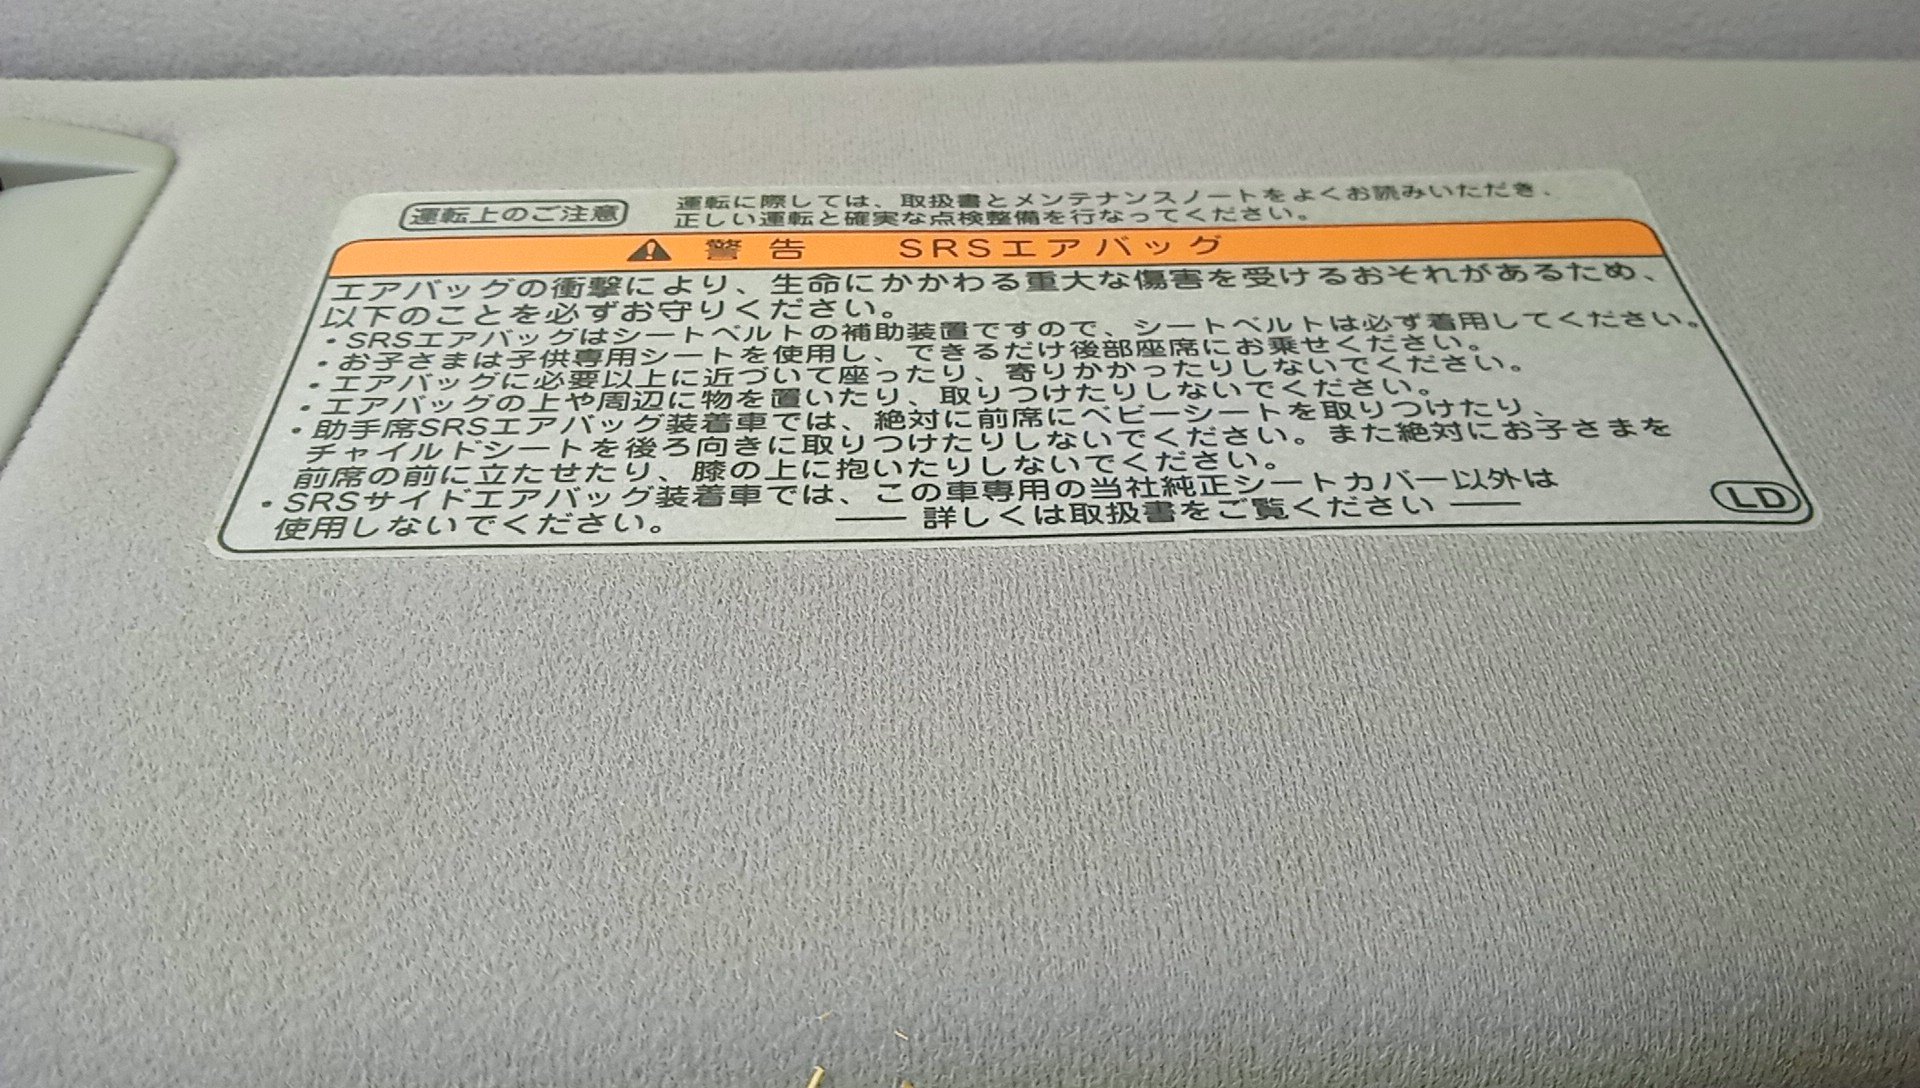 運転上のご注意
運転に際しては、取扱書とメンテナンスノートをよくお読みいただき、
正しい運転と確実な点検整備を行なってください。
警告 SRSエアバッグ
エアバッグの衝撃により、生命にかかわる重大な傷害を受けるおそれがあるため、
以下のことを必ずお守りください。
・SRSエアバッグはシートベルトの補助装置ですので、シートベルトは必ず着用してください。
・お子さまは子供専用シートを使用し、できるだけ後部座席にお乗せください。
・エアバッグに必要以上に近づいて座ったり、寄りかかったりしないでください。
・エアバッグの上や周辺に物を置いたり、取りつけたりしないでください。
・助手席SRSエアバッグ装着車では、絶対に前席にベビーシートを取りつけたり、
チャイルドシートを後ろ向きに取りつけたりしないでください。また絶対にお子さまを
前席の前に立たせたり、膝の上に抱いたりしないでください。
・SRSサイドエアバッグ装着車では、この車専用の当社純正シートカバー以外は
使用しないでください。
── 詳しくは取扱書をご覧ください ──
LD